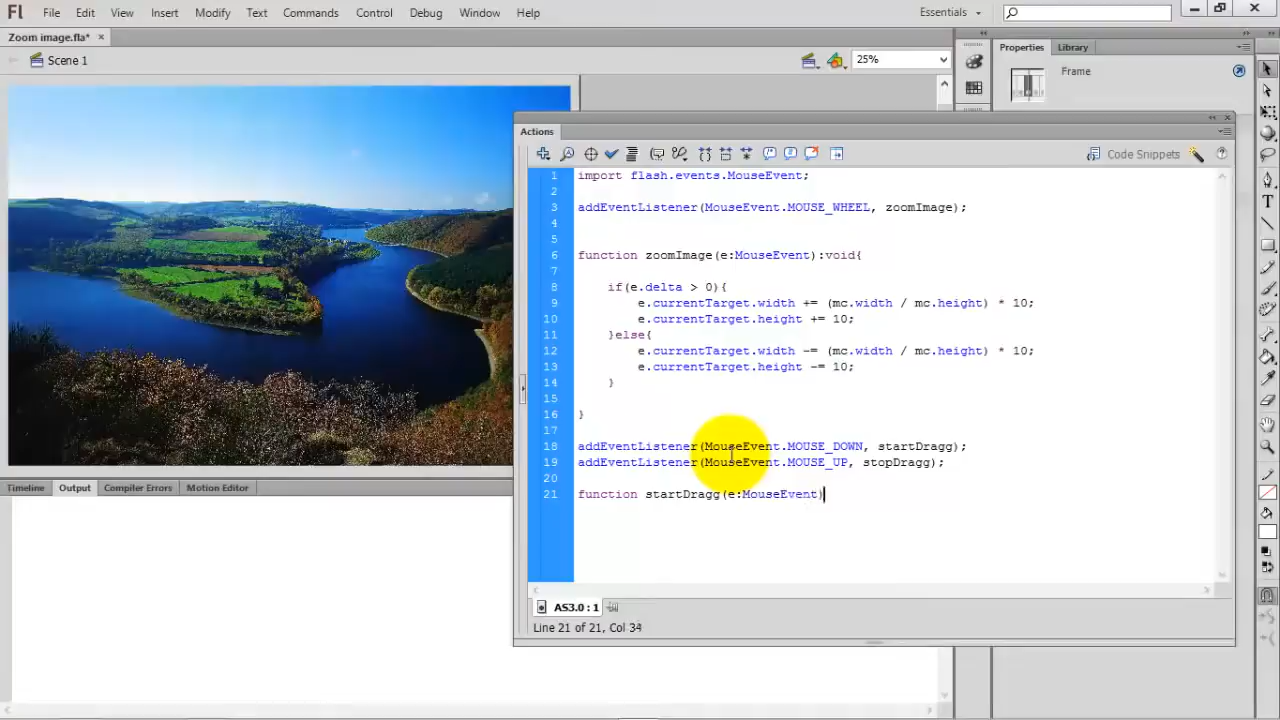 Fl File Edit View Insert Modify Text Commands Control Debug Window Help Essentials
Zoom image.fla* ×
Scene 1 25%
Properties Library
Frame
Actions
Code Snippets
1 import flash.events.MouseEvent;
2
3 addEventListener(MouseEvent.MOUSE_WHEEL, zoomImage);
4
5
6 function zoomImage(e:MouseEvent):void{
7
8 if(e.delta > 0){
9 e.currentTarget.width += (mc.width / mc.height) * 10;
10 e.currentTarget.height += 10;
11 }else{
12 e.currentTarget.width -= (mc.width / mc.height) * 10;
13 e.currentTarget.height -= 10;
14 }
15
16 }
17
18 addEventListener(MouseEvent.MOUSE_DOWN, startDragg);
19 addEventListener(MouseEvent.MOUSE_UP, stopDragg);
20
21 function startDragg(e:MouseEvent)
Timeline Output Compiler Errors Motion Editor
AS3.0 : 1
Line 21 of 21, Col 34